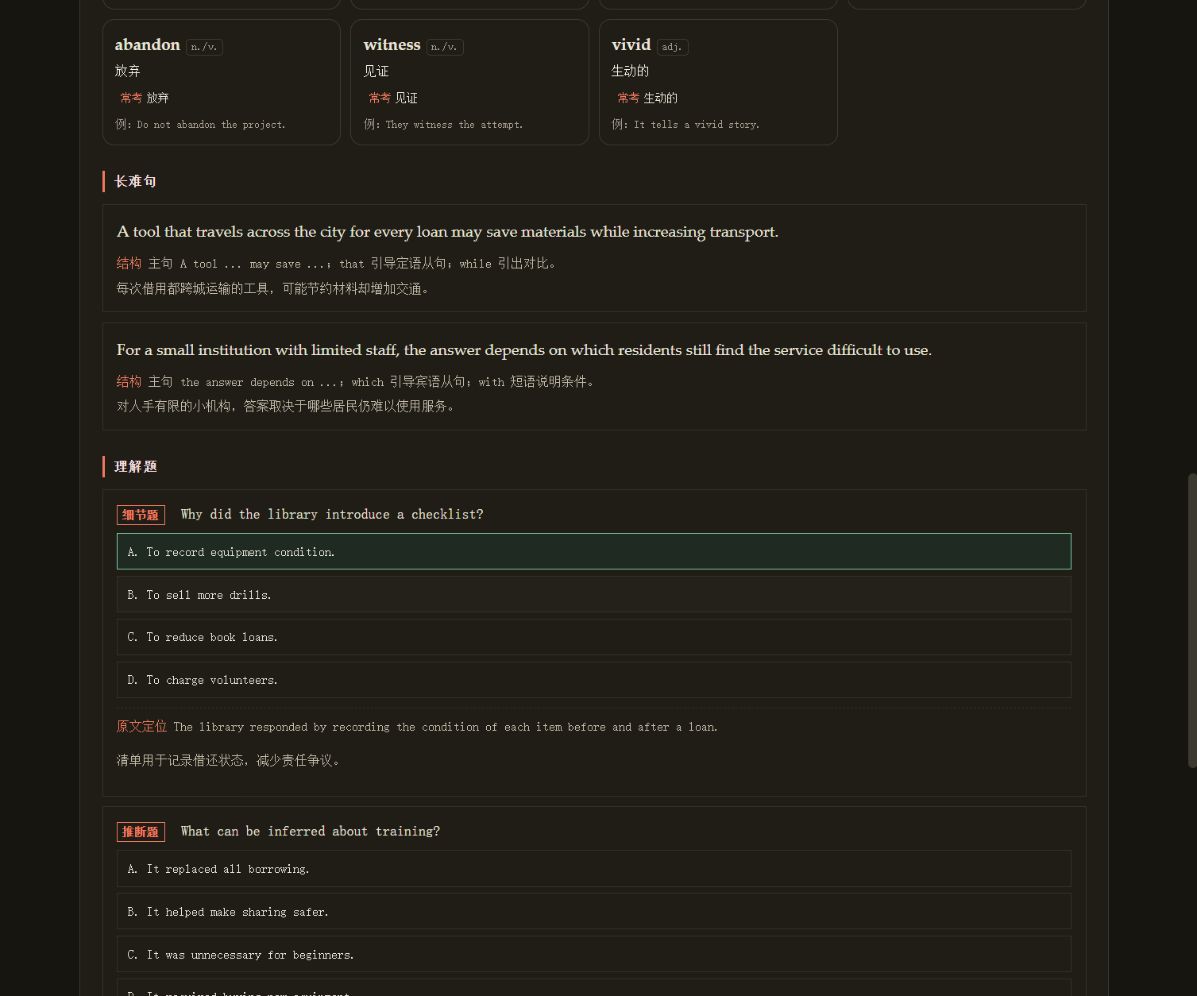 abandon n./v.
放弃
常考 放弃
例: Do not abandon the project.
witness n./v.
见证
常考 见证
例: They witness the attempt.
vivid adj.
生动的
常考 生动的
例: It tells a vivid story.
长难句
A tool that travels across the city for every loan may save materials while increasing transport.
结构 主句 A tool ... may save ...; that 引导定语从句; while 引出对比。
每次借用都跨城运输的工具, 可能节约材料却增加交通。
For a small institution with limited staff, the answer depends on which residents still find the service difficult to use.
结构 主句 the answer depends on ...; which 引导宾语从句; with 短语说明条件。
对人手有限的小机构, 答案取决于哪些居民仍难以使用服务。
理解题
细节题 Why did the library introduce a checklist?
A. To record equipment condition.
B. To sell more drills.
C. To reduce book loans.
D. To charge volunteers.
原文定位 The library responded by recording the condition of each item before and after a loan.
清单用于记录借还状态, 减少责任争议。
推断题 What can be inferred about training?
A. It replaced all borrowing.
B. It helped make sharing safer.
C. It was unnecessary for beginners.